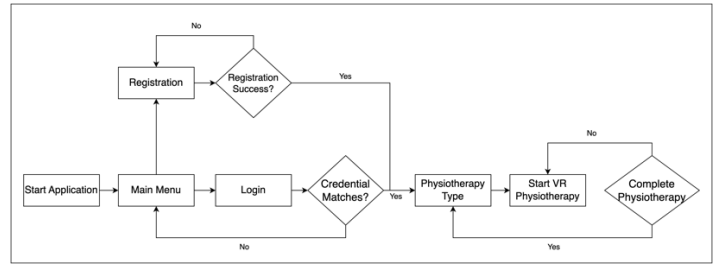 No
Registration
Registration
Success?
Yes
Start Application
Main Menu
Login
Credential
Matches?
Yes
Physiotherapy
Type
Start VR
Physiotherapy
No
Complete
Physiotherapy
No
Yes